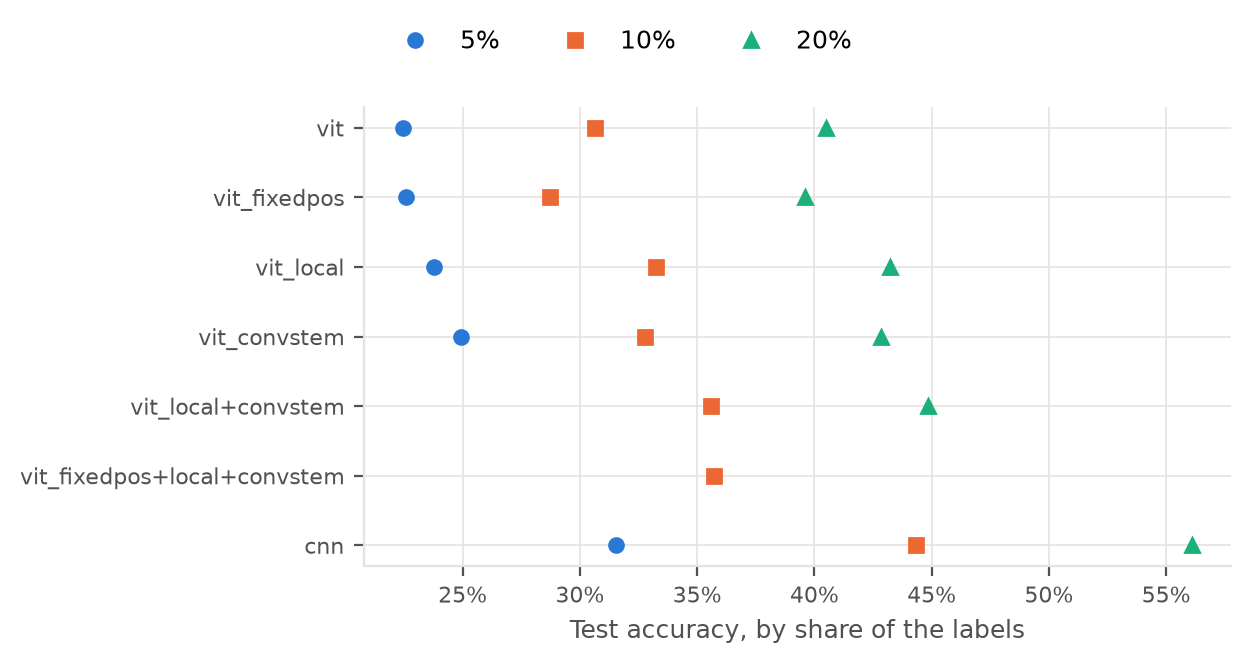 5% 10% 20%
vit
vit_fixedpos
vit_local
vit_convstem
vit_local+convstem
vit_fixedpos+local+convstem
cnn
25% 30% 35% 40% 45% 50% 55%
Test accuracy, by share of the labels